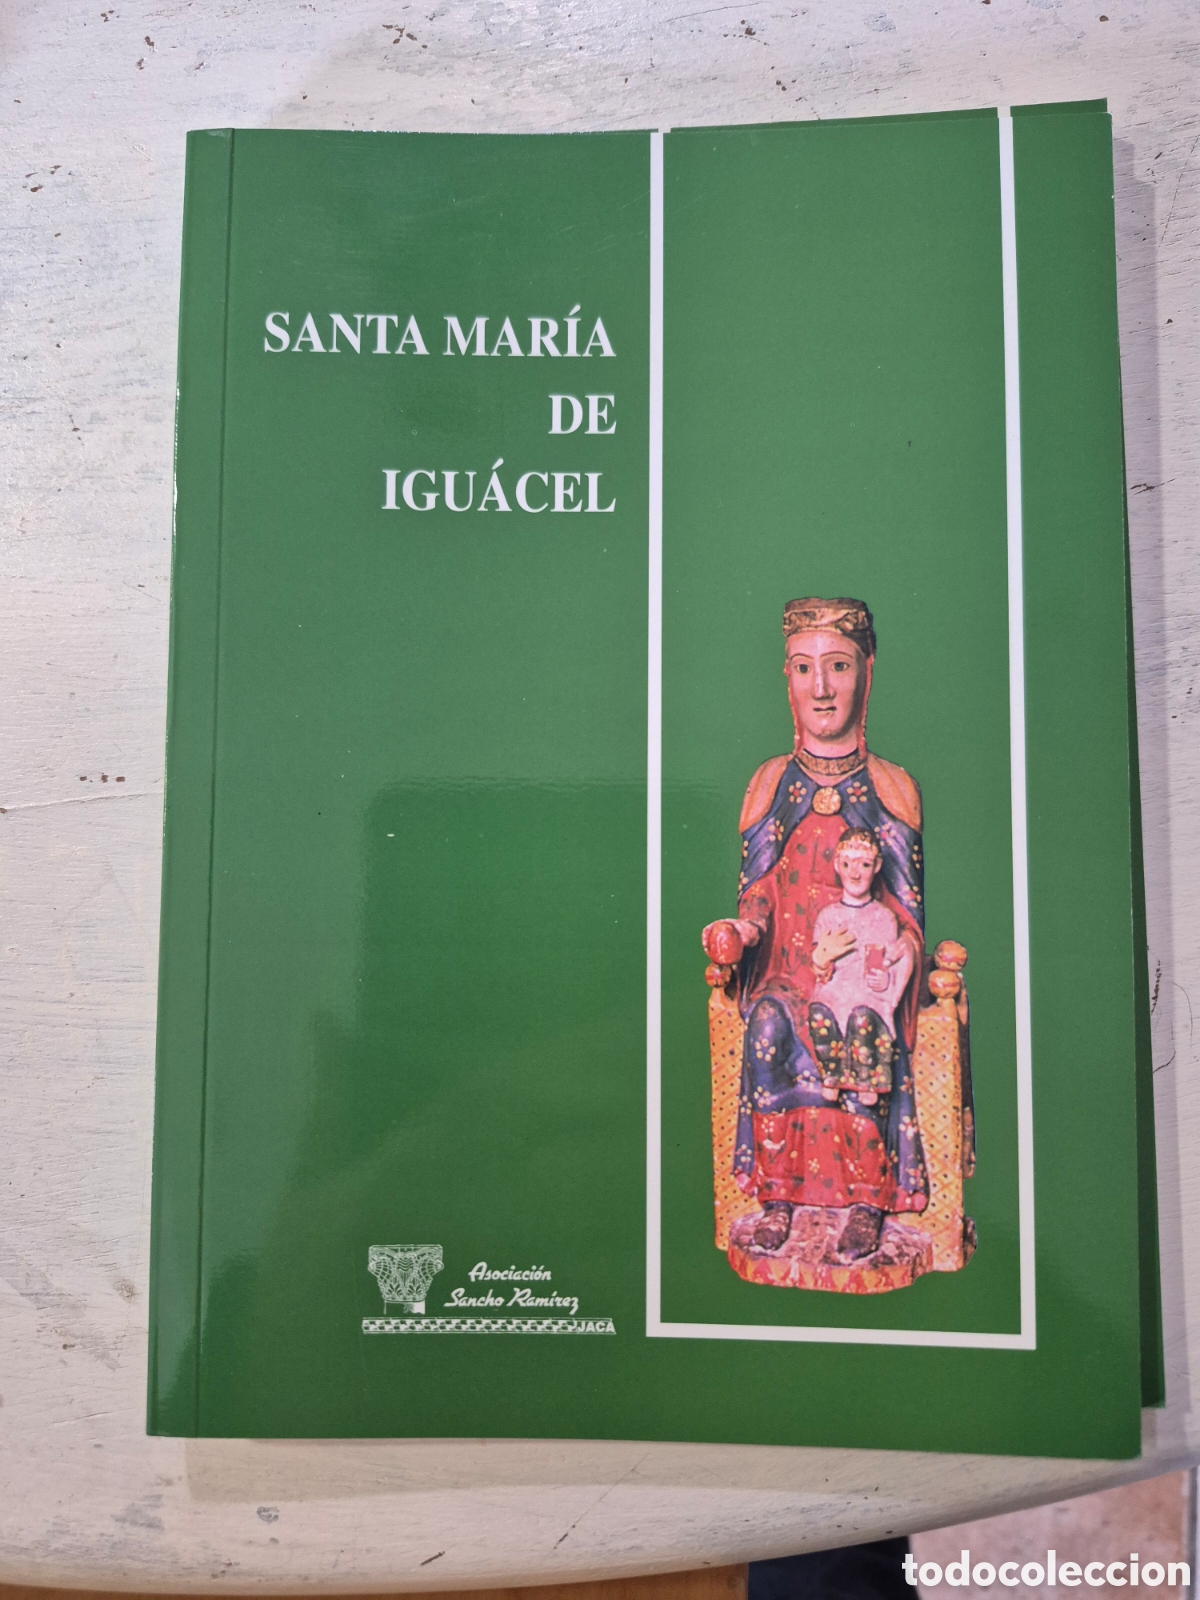 SANTA MARÍA
DE
IGUÁCEL
Asociación
Sancho Ramírez
JACA
todocoleccion